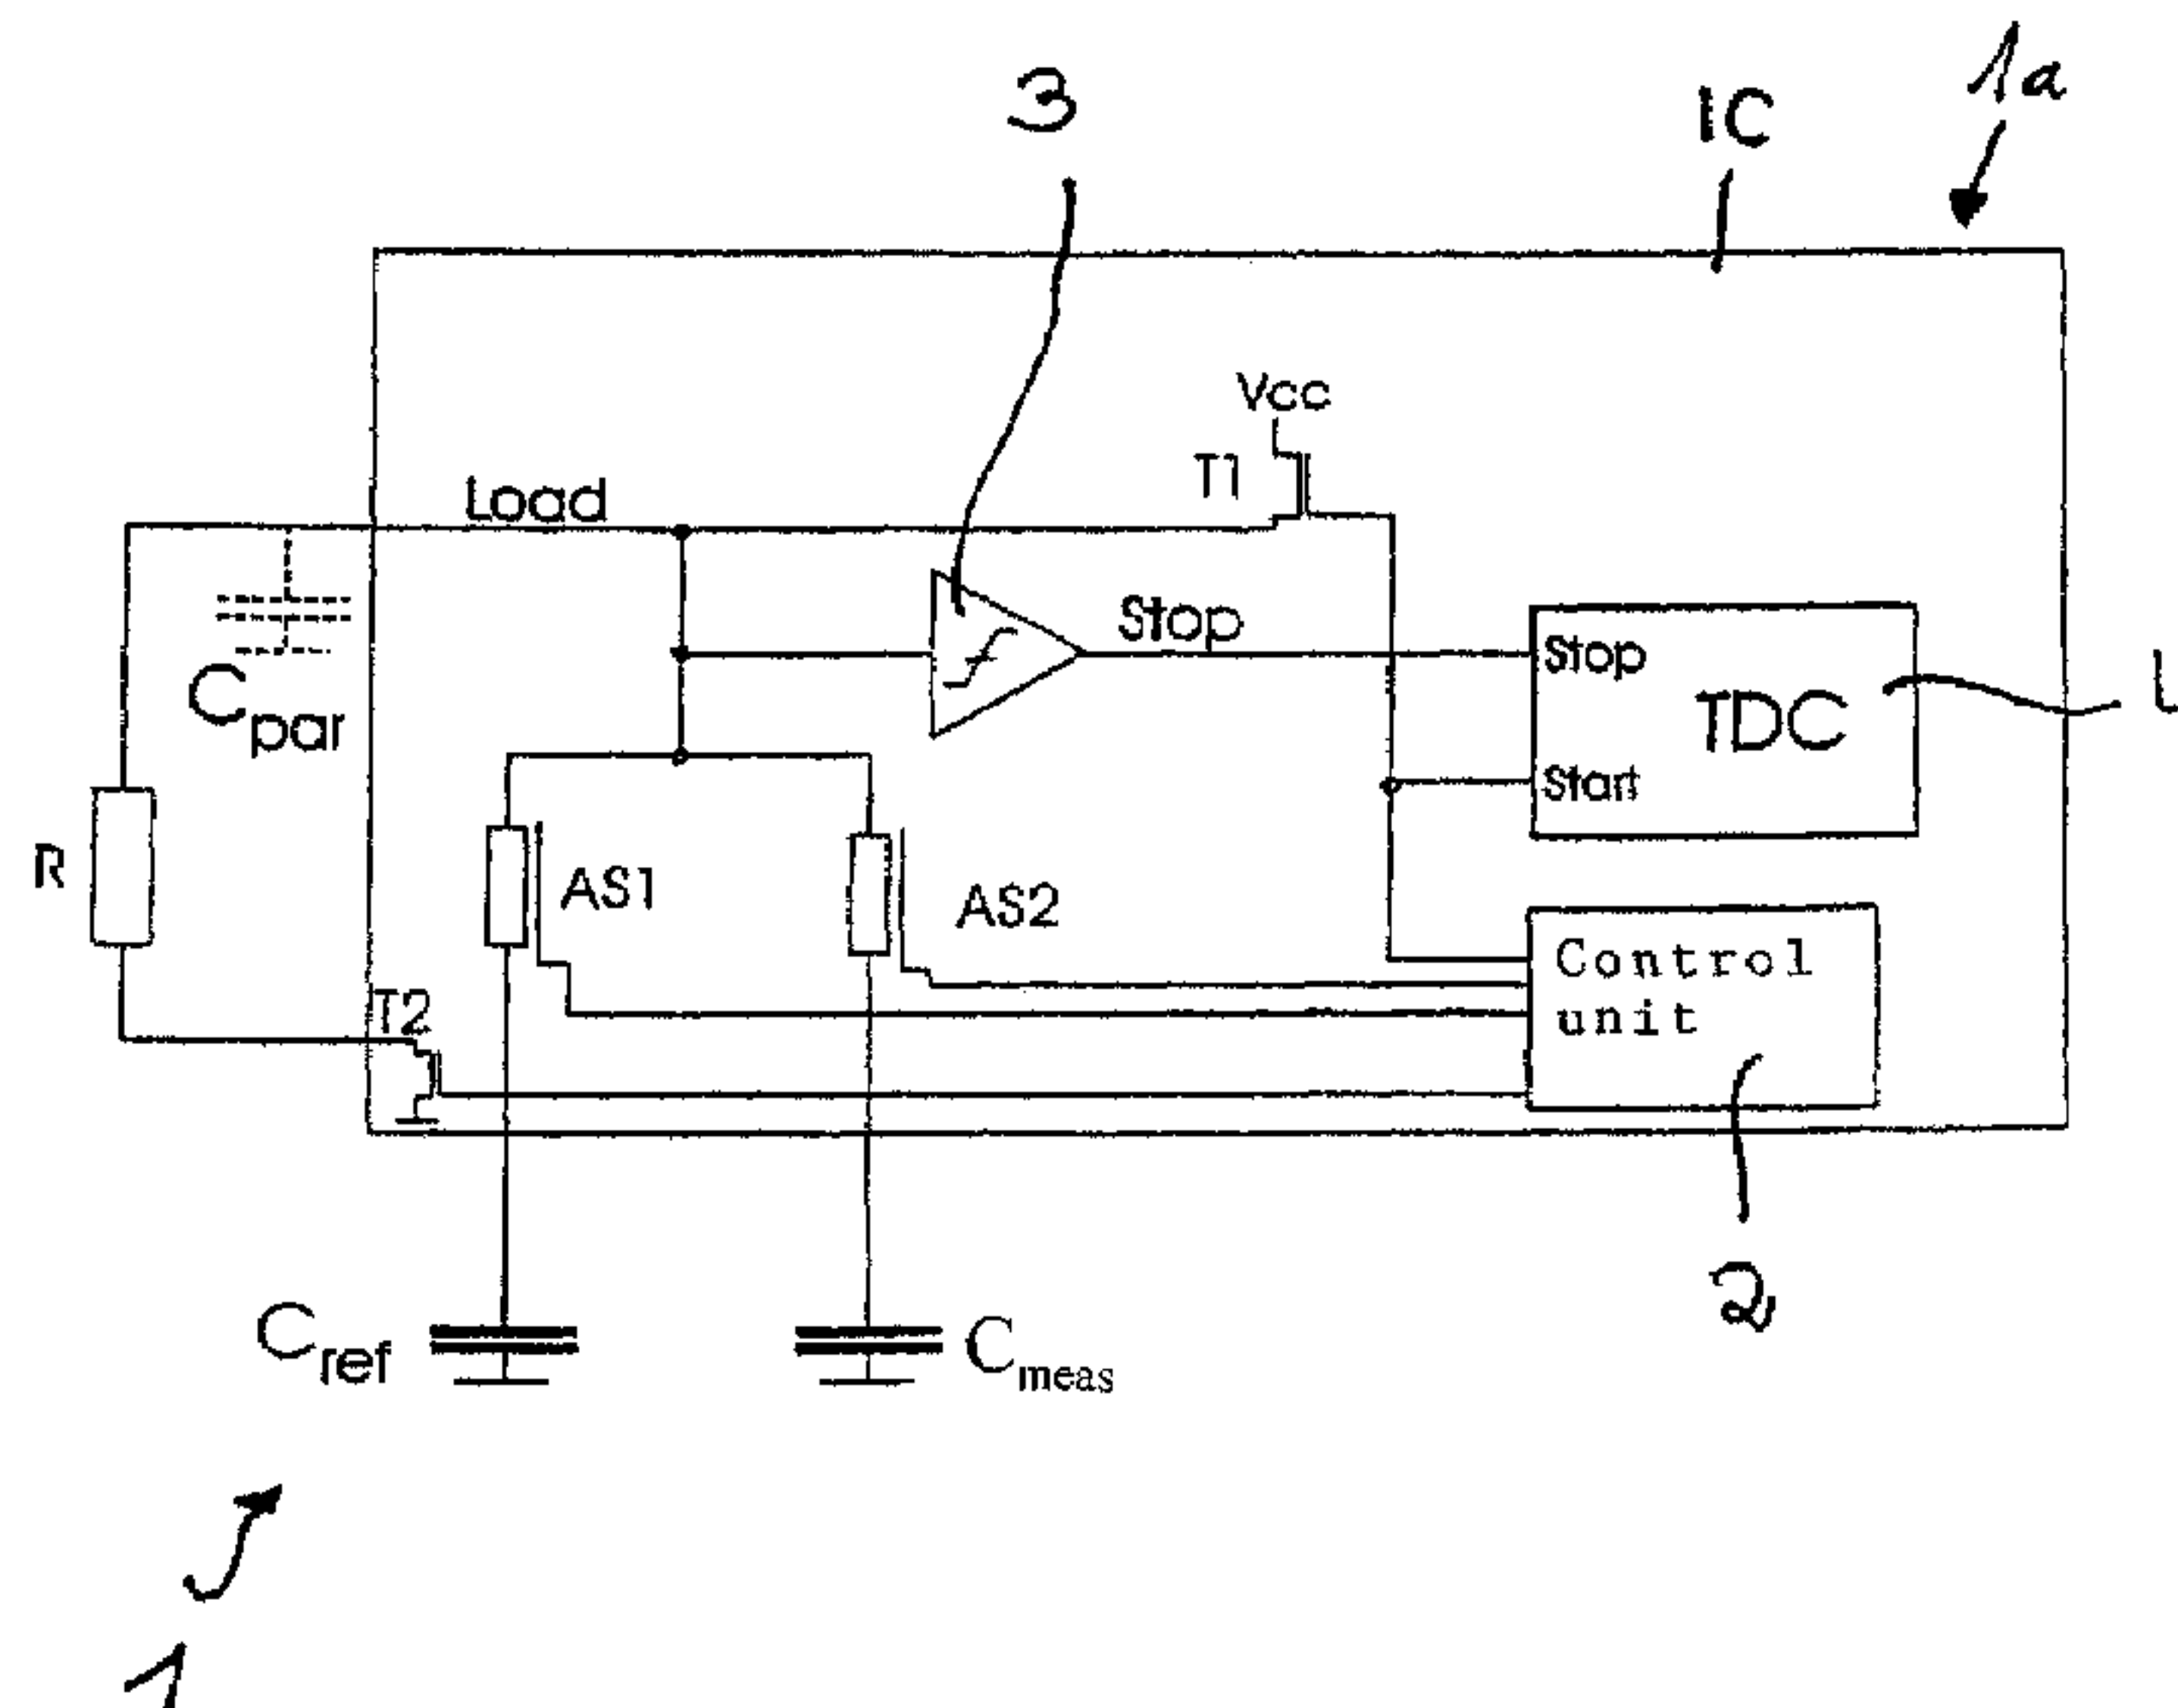 3
IC
1a
Vcc
T1
Load
Stop
Stop
TDC
Cpar
Start
R
AS1
AS2
Control
unit
T2
2
Cref
Cmeas
1